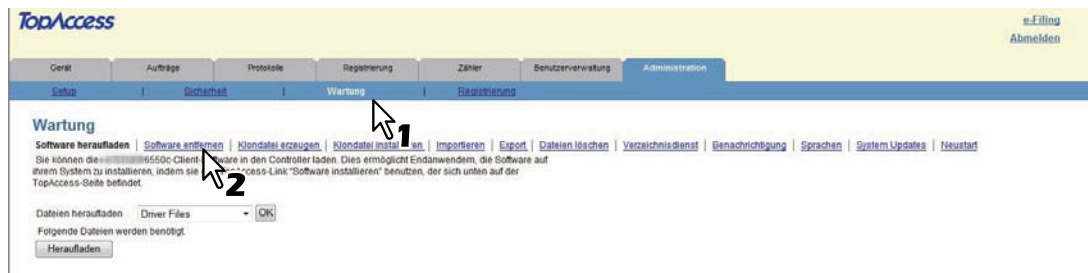 TopAccess
e-Filing
Abmelden
Gerät Aufträge Protokolle Registrierung Zähler Benutzerverwaltung Administration
Setup | Sicherheit | Wartung | Registrierung
1
Wartung
Software heraufladen | Software entfernen | Klondatei erzeugen | Klondatei installieren | Importieren | Export | Dateien löschen | Verzeichnisdienst | Benachrichtigung | Sprachen | System Updates | Neustart
2
Sie können die 6550c-Client-Software in den Controller laden. Dies ermöglicht Endanwendern, die Software auf
ihrem System zu installieren, indem sie TopAccess-Link "Software installieren" benutzen, der sich unten auf der
TopAccess-Seite befindet.
Dateien heraufladen Driver Files OK
Folgende Dateien werden benötigt.
Heraufladen